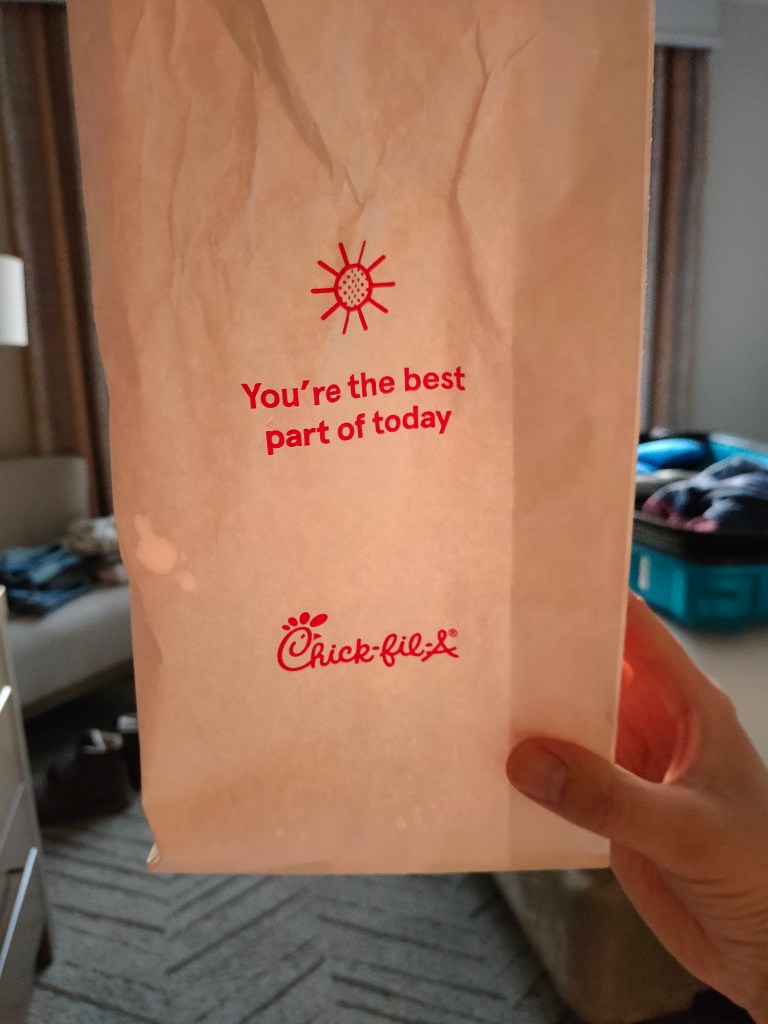 You're the best
part of today
Chick-fil-A®